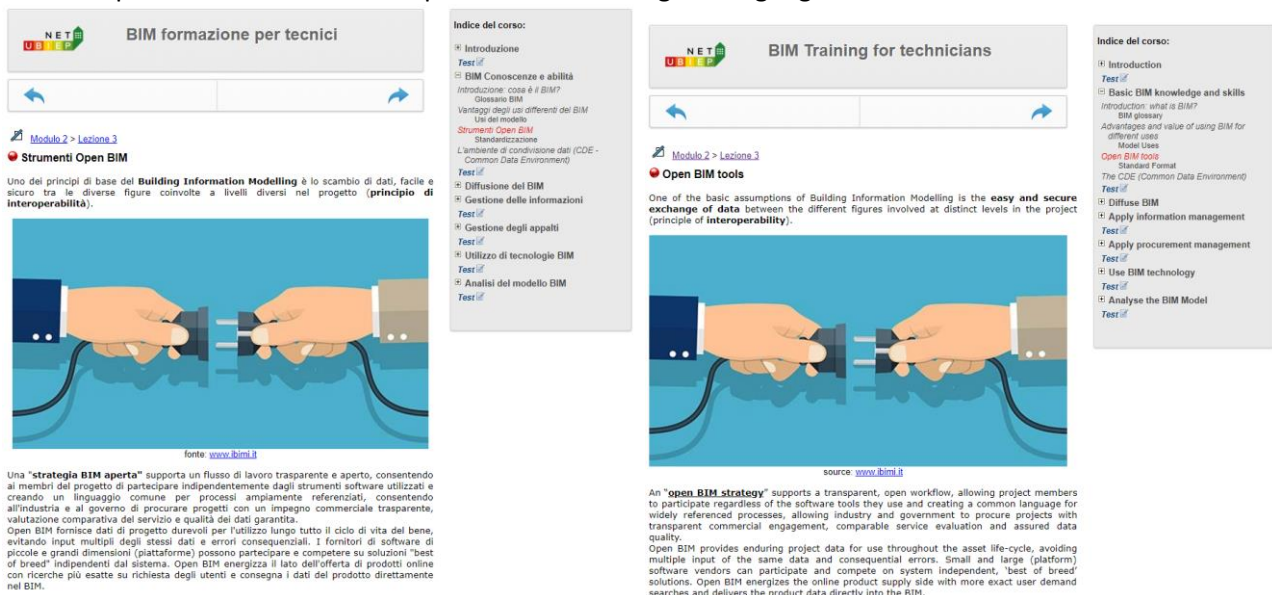 NET
UBIEP
BIM formazione per tecnici
Modulo 2 > Lezione 3
Strumenti Open BIM
Uno dei principi di base del Building Information Modelling è lo scambio di dati, facile e
sicuro tra le diverse figure coinvolte a livelli diversi nel progetto (principio di
interoperabilità).
fonte: www.ibimi.it
Una "strategia BIM aperta" supporta un flusso di lavoro trasparente e aperto, consentendo
ai membri del progetto di partecipare indipendentemente dagli strumenti software utilizzati e
creando un linguaggio comune per processi ampiamente referenziati, consentendo
all'industria e al governo di procurare progetti con un impegno commerciale trasparente,
valutazione comparativa del servizio e qualità dei dati garantita.
Open BIM fornisce dati di progetto durevoli per l'utilizzo lungo tutto il ciclo di vita del bene,
evitando input multipli degli stessi dati e errori consequenziali. I fornitori di software di
piccole e grandi dimensioni (piattaforme) possono partecipare e competere su soluzioni "best
of breed" indipendenti dal sistema. Open BIM energizza il lato dell'offerta di prodotti online
con ricerche più esatte su richiesta degli utenti e consegna i dati del prodotto direttamente
nel BIM.
Indice del corso:
Introduzione
Test
BIM Conoscenze e abilità
Introduzione: cosa è il BIM?
Glossario BIM
Vantaggi degli usi differenti del BIM
Usi del modello
Strumenti Open BIM
Standardizzazione
L'ambiente di condivisione dati (CDE -
Common Data Environment)
Test
Diffusione del BIM
Gestione delle informazioni
Test
Gestione degli appalti
Test
Utilizzo di tecnologie BIM
Test
Analisi del modello BIM
Test
NET
UBIEP
BIM Training for technicians
Modulo 2 > Lezione 3
Open BIM tools
One of the basic assumptions of Building Information Modelling is the easy and secure
exchange of data between the different figures involved at distinct levels in the project
(principle of interoperability).
source: www.ibimi.it
An "open BIM strategy" supports a transparent, open workflow, allowing project members
to participate regardless of the software tools they use and creating a common language for
widely referenced processes, allowing industry and government to procure projects with
transparent commercial engagement, comparable service evaluation and assured data
quality.
Open BIM provides enduring project data for use throughout the asset life-cycle, avoiding
multiple input of the same data and consequential errors. Small and large (platform)
software vendors can participate and compete on system independent, 'best of breed'
solutions. Open BIM energizes the online product supply side with more exact user demand
searches and delivers the product data directly into the BIM.
Indice del corso:
Introduction
Test
Basic BIM knowledge and skills
Introduction: what is BIM?
BIM glossary
Advantages and value of using BIM for
different uses
Model Uses
Open BIM tools
Standard Format
The CDE (Common Data Environment)
Test
Diffuse BIM
Apply information management
Test
Apply procurement management
Test
Use BIM technology
Test
Analyse the BIM Model
Test